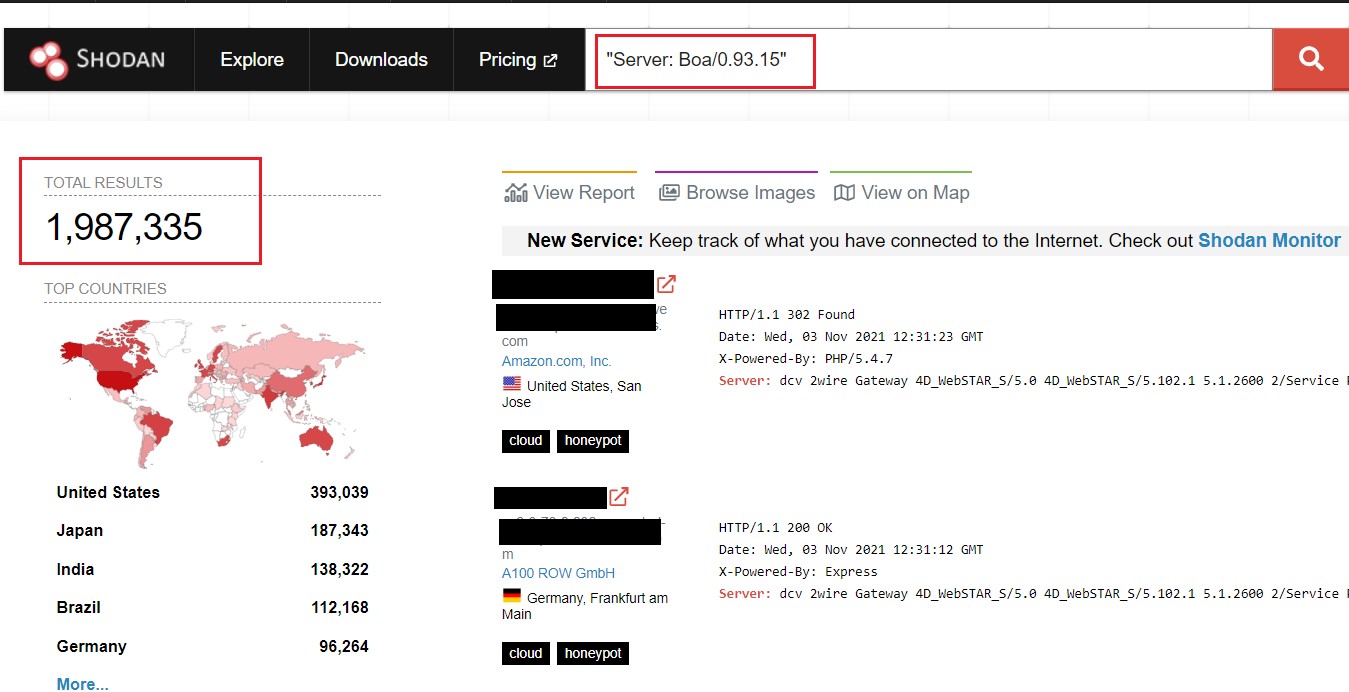 SHODAN Explore Downloads Pricing "Server: Boa/0.93.15"
TOTAL RESULTS
1,987,335
TOP COUNTRIES
United States 393,039
Japan 187,343
India 138,322
Brazil 112,168
Germany 96,264
More...
View Report Browse Images View on Map
New Service: Keep track of what you have connected to the Internet. Check out Shodan Monitor
com
Amazon.com, Inc.
United States, San
Jose
cloud honeypot
HTTP/1.1 302 Found
Date: Wed, 03 Nov 2021 12:31:23 GMT
X-Powered-By: PHP/5.4.7
Server: dcv 2wire Gateway 4D_WebSTAR_S/5.0 4D_WebSTAR_S/5.102.1 5.1.2600 2/Service
m
A100 ROW GmbH
Germany, Frankfurt am
Main
cloud honeypot
HTTP/1.1 200 OK
Date: Wed, 03 Nov 2021 12:31:12 GMT
X-Powered-By: Express
Server: dcv 2wire Gateway 4D_WebSTAR_S/5.0 4D_WebSTAR_S/5.102.1 5.1.2600 2/Service